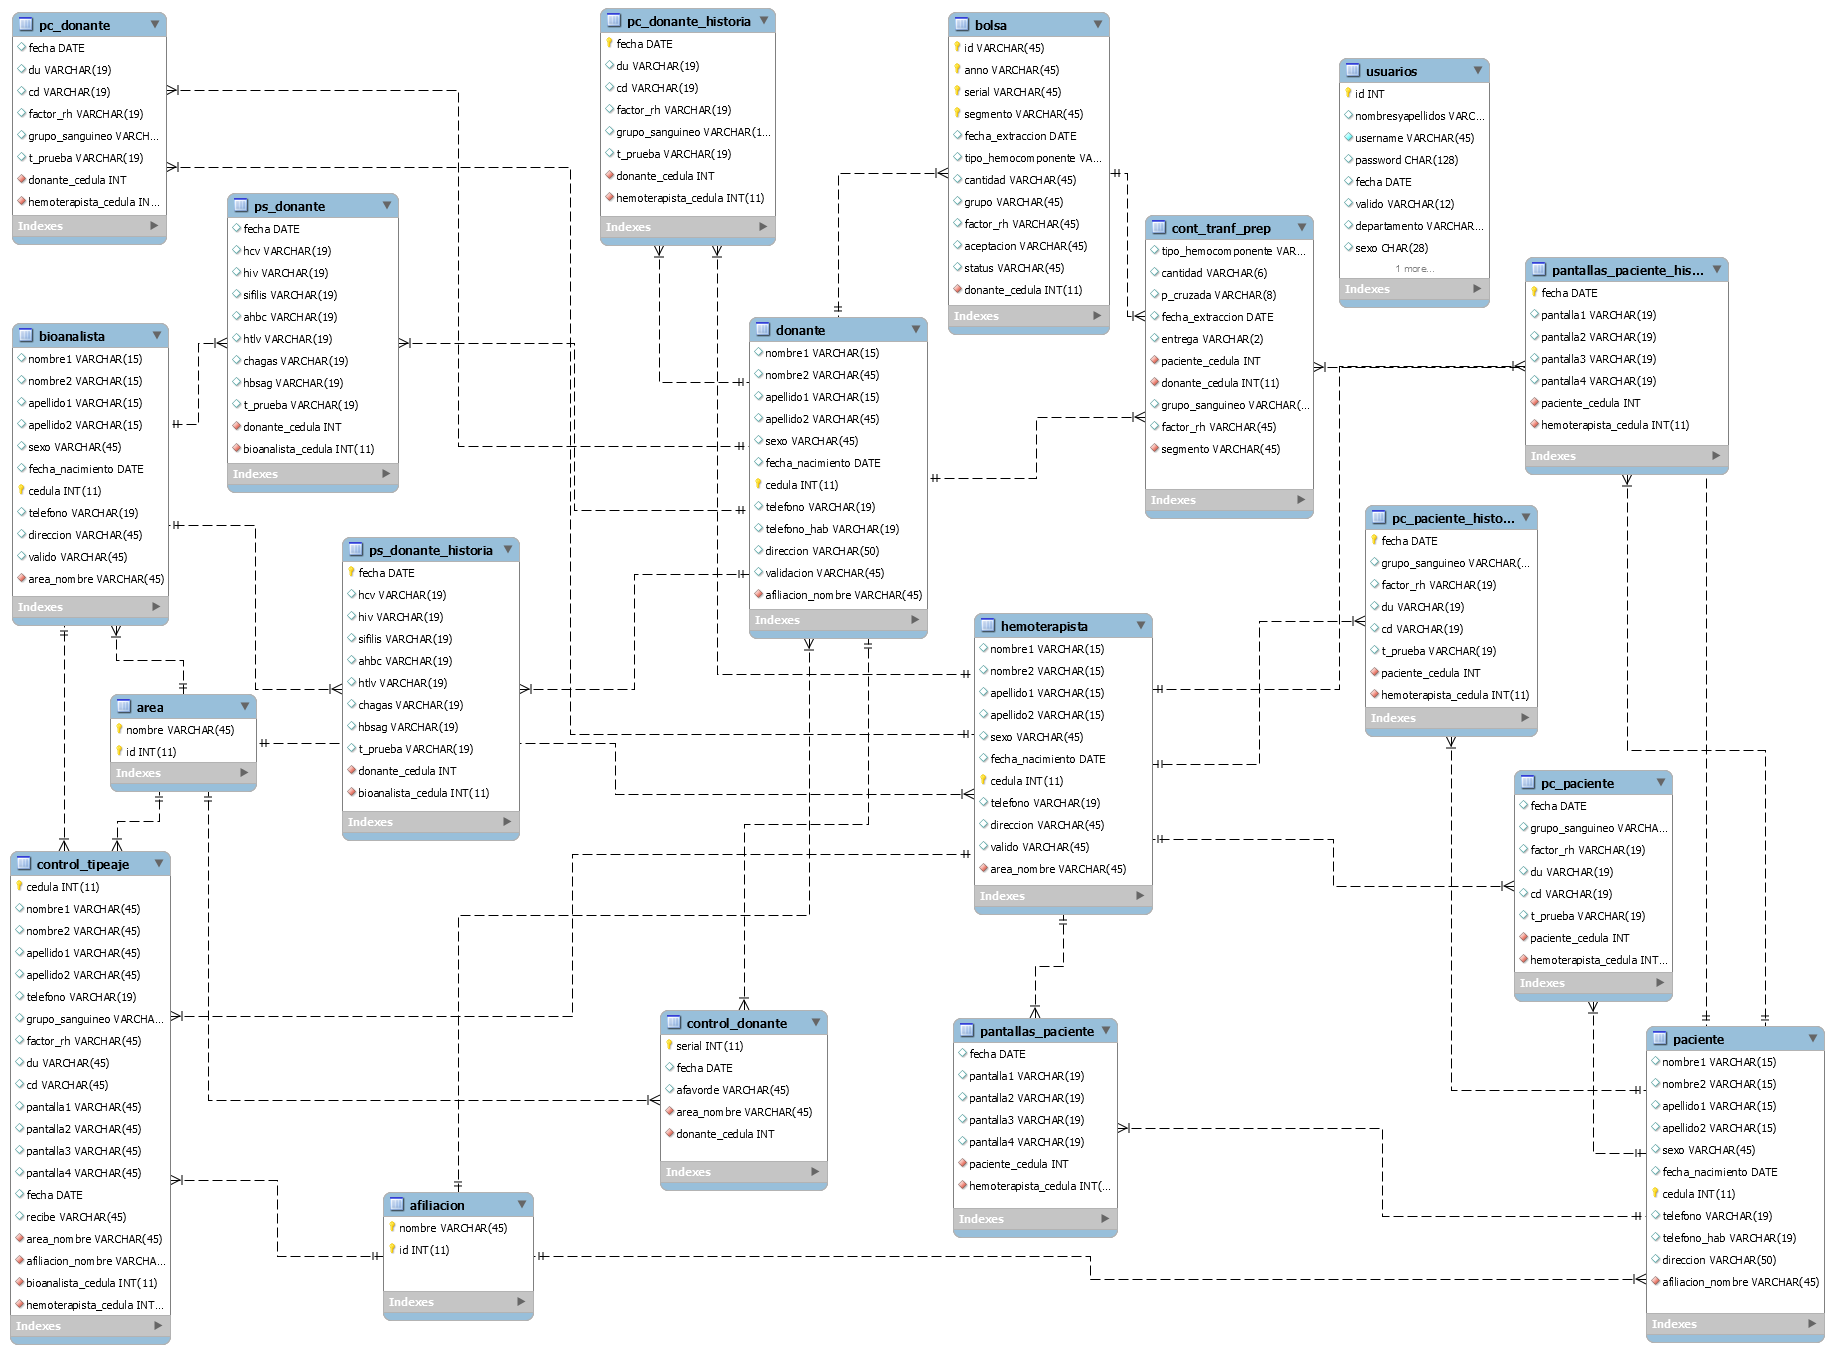 pc_donante
fecha DATE
du VARCHAR(19)
cd VARCHAR(19)
factor_rh VARCHAR(19)
grupo_sanguineo VARCH...
t_prueba VARCHAR(19)
donante_cedula INT
hemoterapista_cedula IN...
Indexes
pc_donante_historia
fecha DATE
du VARCHAR(19)
cd VARCHAR(19)
factor_rh VARCHAR(19)
grupo_sanguineo VARCHAR(1...
t_prueba VARCHAR(19)
donante_cedula INT
hemoterapista_cedula INT(11)
Indexes
bolsa
id VARCHAR(45)
anno VARCHAR(45)
serial VARCHAR(45)
segmento VARCHAR(45)
fecha_extraccion DATE
tipo_hemocomponente VA...
cantidad VARCHAR(45)
grupo VARCHAR(45)
factor_rh VARCHAR(45)
aceptacion VARCHAR(45)
status VARCHAR(45)
donante_cedula INT(11)
Indexes
usuarios
id INT
nombresyapellidos VARC...
username VARCHAR(45)
password CHAR(128)
fecha DATE
valido VARCHAR(12)
departamento VARCHAR...
sexo CHAR(28)
1 more...
Indexes
ps_donante
fecha DATE
hcv VARCHAR(19)
hiv VARCHAR(19)
sifilis VARCHAR(19)
ahbc VARCHAR(19)
htlv VARCHAR(19)
chagas VARCHAR(19)
hbsag VARCHAR(19)
t_prueba VARCHAR(19)
donante_cedula INT
bioanalista_cedula INT(11)
Indexes
cont_tranf_prep
tipo_hemocomponente VAR...
cantidad VARCHAR(6)
p_cruzada VARCHAR(8)
fecha_extraccion DATE
entrega VARCHAR(2)
paciente_cedula INT
donante_cedula INT(11)
grupo_sanguineo VARCHAR(...
factor_rh VARCHAR(45)
segmento VARCHAR(45)
Indexes
pantallas_paciente_his...
fecha DATE
pantalla1 VARCHAR(19)
pantalla2 VARCHAR(19)
pantalla3 VARCHAR(19)
pantalla4 VARCHAR(19)
paciente_cedula INT
hemoterapista_cedula INT(11)
Indexes
bioanalista
nombre1 VARCHAR(15)
nombre2 VARCHAR(15)
apellido1 VARCHAR(15)
apellido2 VARCHAR(15)
sexo VARCHAR(45)
fecha_nacimiento DATE
cedula INT(11)
telefono VARCHAR(19)
direccion VARCHAR(45)
valido VARCHAR(45)
area_nombre VARCHAR(45)
Indexes
donante
nombre1 VARCHAR(15)
nombre2 VARCHAR(45)
apellido1 VARCHAR(15)
apellido2 VARCHAR(45)
sexo VARCHAR(45)
fecha_nacimiento DATE
cedula INT(11)
telefono VARCHAR(19)
telefono_hab VARCHAR(19)
direccion VARCHAR(50)
validacion VARCHAR(45)
afiliacion_nombre VARCHAR(45)
Indexes
pc_paciente_histo...
fecha DATE
grupo_sanguineo VARCHAR(...
factor_rh VARCHAR(19)
du VARCHAR(19)
cd VARCHAR(19)
t_prueba VARCHAR(19)
paciente_cedula INT
hemoterapista_cedula INT(11)
Indexes
ps_donante_historia
fecha DATE
hcv VARCHAR(19)
hiv VARCHAR(19)
sifilis VARCHAR(19)
ahbc VARCHAR(19)
htlv VARCHAR(19)
chagas VARCHAR(19)
hbsag VARCHAR(19)
t_prueba VARCHAR(19)
donante_cedula INT
bioanalista_cedula INT(11)
Indexes
hemoterapista
nombre1 VARCHAR(15)
nombre2 VARCHAR(15)
apellido1 VARCHAR(15)
apellido2 VARCHAR(15)
sexo VARCHAR(45)
fecha_nacimiento DATE
cedula INT(11)
telefono VARCHAR(19)
direccion VARCHAR(45)
valido VARCHAR(45)
area_nombre VARCHAR(45)
Indexes
area
nombre VARCHAR(45)
id INT(11)
Indexes
pc_paciente
fecha DATE
grupo_sanguineo VARCHA...
factor_rh VARCHAR(19)
du VARCHAR(19)
cd VARCHAR(19)
t_prueba VARCHAR(19)
paciente_cedula INT
hemoterapista_cedula INT...
Indexes
control_tipeaje
cedula INT(11)
nombre1 VARCHAR(45)
nombre2 VARCHAR(45)
apellido1 VARCHAR(45)
apellido2 VARCHAR(45)
telefono VARCHAR(19)
grupo_sanguineo VARCHA...
factor_rh VARCHAR(45)
du VARCHAR(45)
cd VARCHAR(45)
pantalla1 VARCHAR(45)
pantalla2 VARCHAR(45)
pantalla3 VARCHAR(45)
pantalla4 VARCHAR(45)
fecha DATE
recibe VARCHAR(45)
area_nombre VARCHAR(45)
afiliacion_nombre VARCHA...
bioanalista_cedula INT(11)
hemoterapista_cedula INT...
Indexes
control_donante
serial INT(11)
fecha DATE
afavorde VARCHAR(45)
area_nombre VARCHAR(45)
donante_cedula INT
Indexes
pantallas_paciente
fecha DATE
pantalla1 VARCHAR(19)
pantalla2 VARCHAR(19)
pantalla3 VARCHAR(19)
pantalla4 VARCHAR(19)
paciente_cedula INT
hemoterapista_cedula INT(...
Indexes
paciente
nombre1 VARCHAR(15)
nombre2 VARCHAR(15)
apellido1 VARCHAR(15)
apellido2 VARCHAR(15)
sexo VARCHAR(45)
fecha_nacimiento DATE
cedula INT(11)
telefono VARCHAR(19)
telefono_hab VARCHAR(19)
direccion VARCHAR(50)
afiliacion_nombre VARCHAR(45)
Indexes
afiliacion
nombre VARCHAR(45)
id INT(11)
Indexes